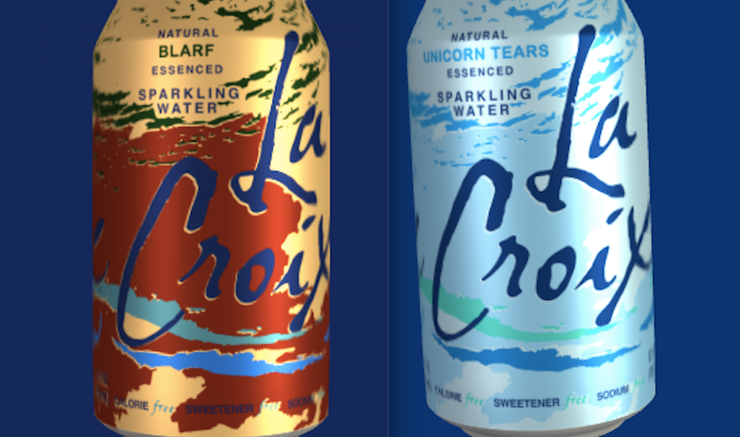 NATURAL
BLARF
ESSENCED
SPARKLING
WATER
La
Croix
CALORIE free SWEETENER free SODIUM
NATURAL
UNICORN TEARS
ESSENCED
SPARKLING
WATER
La
Croix
CALORIE free SWEETENER free SODIUM